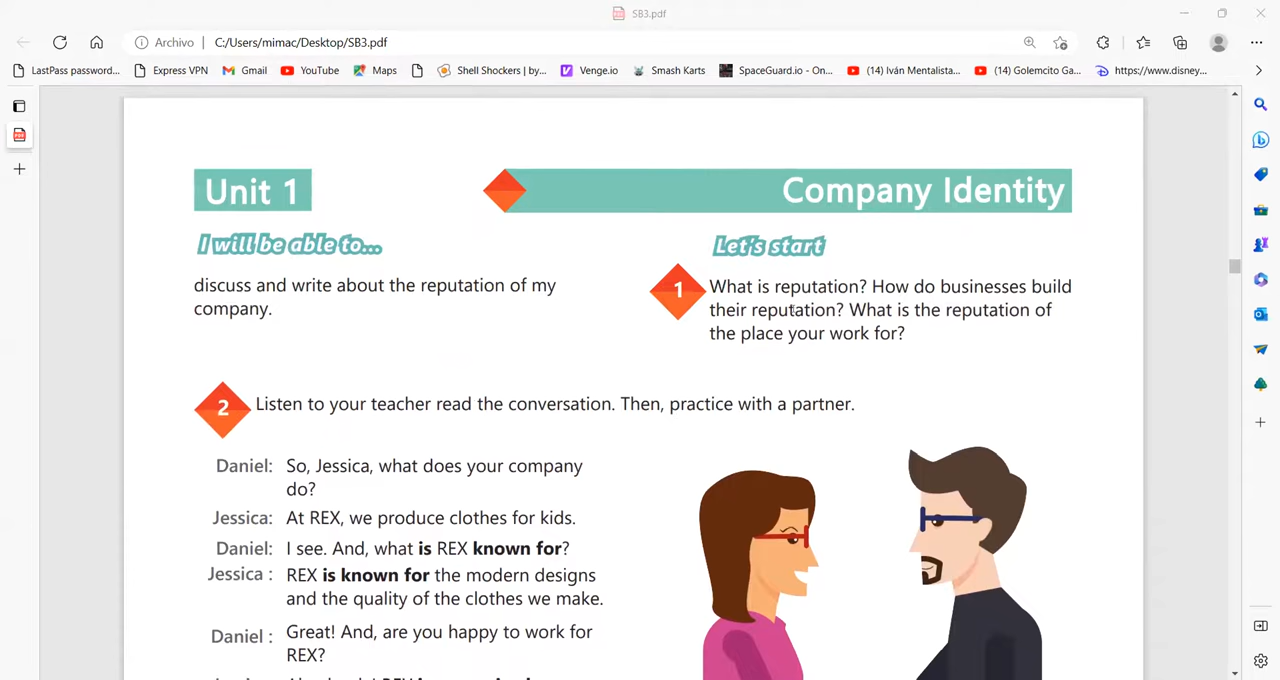 SB3.pdf
Archivo | C:/Users/mimac/Desktop/SB3.pdf
LastPass password... Express VPN Gmail YouTube Maps Shell Shockers | by... Venge.io Smash Karts SpaceGuard.io - On... (14) Iván Mentalista... (14) Golemcito Ga... https://www.disney...
Unit 1
Company Identity
I will be able to...
discuss and write about the reputation of my
company.
Let's start
1
What is reputation? How do businesses build
their reputation? What is the reputation of
the place your work for?
2
Listen to your teacher read the conversation. Then, practice with a partner.
Daniel: So, Jessica, what does your company
do?
Jessica: At REX, we produce clothes for kids.
Daniel: I see. And, what is REX known for?
Jessica : REX is known for the modern designs
and the quality of the clothes we make.
Daniel : Great! And, are you happy to work for
REX?